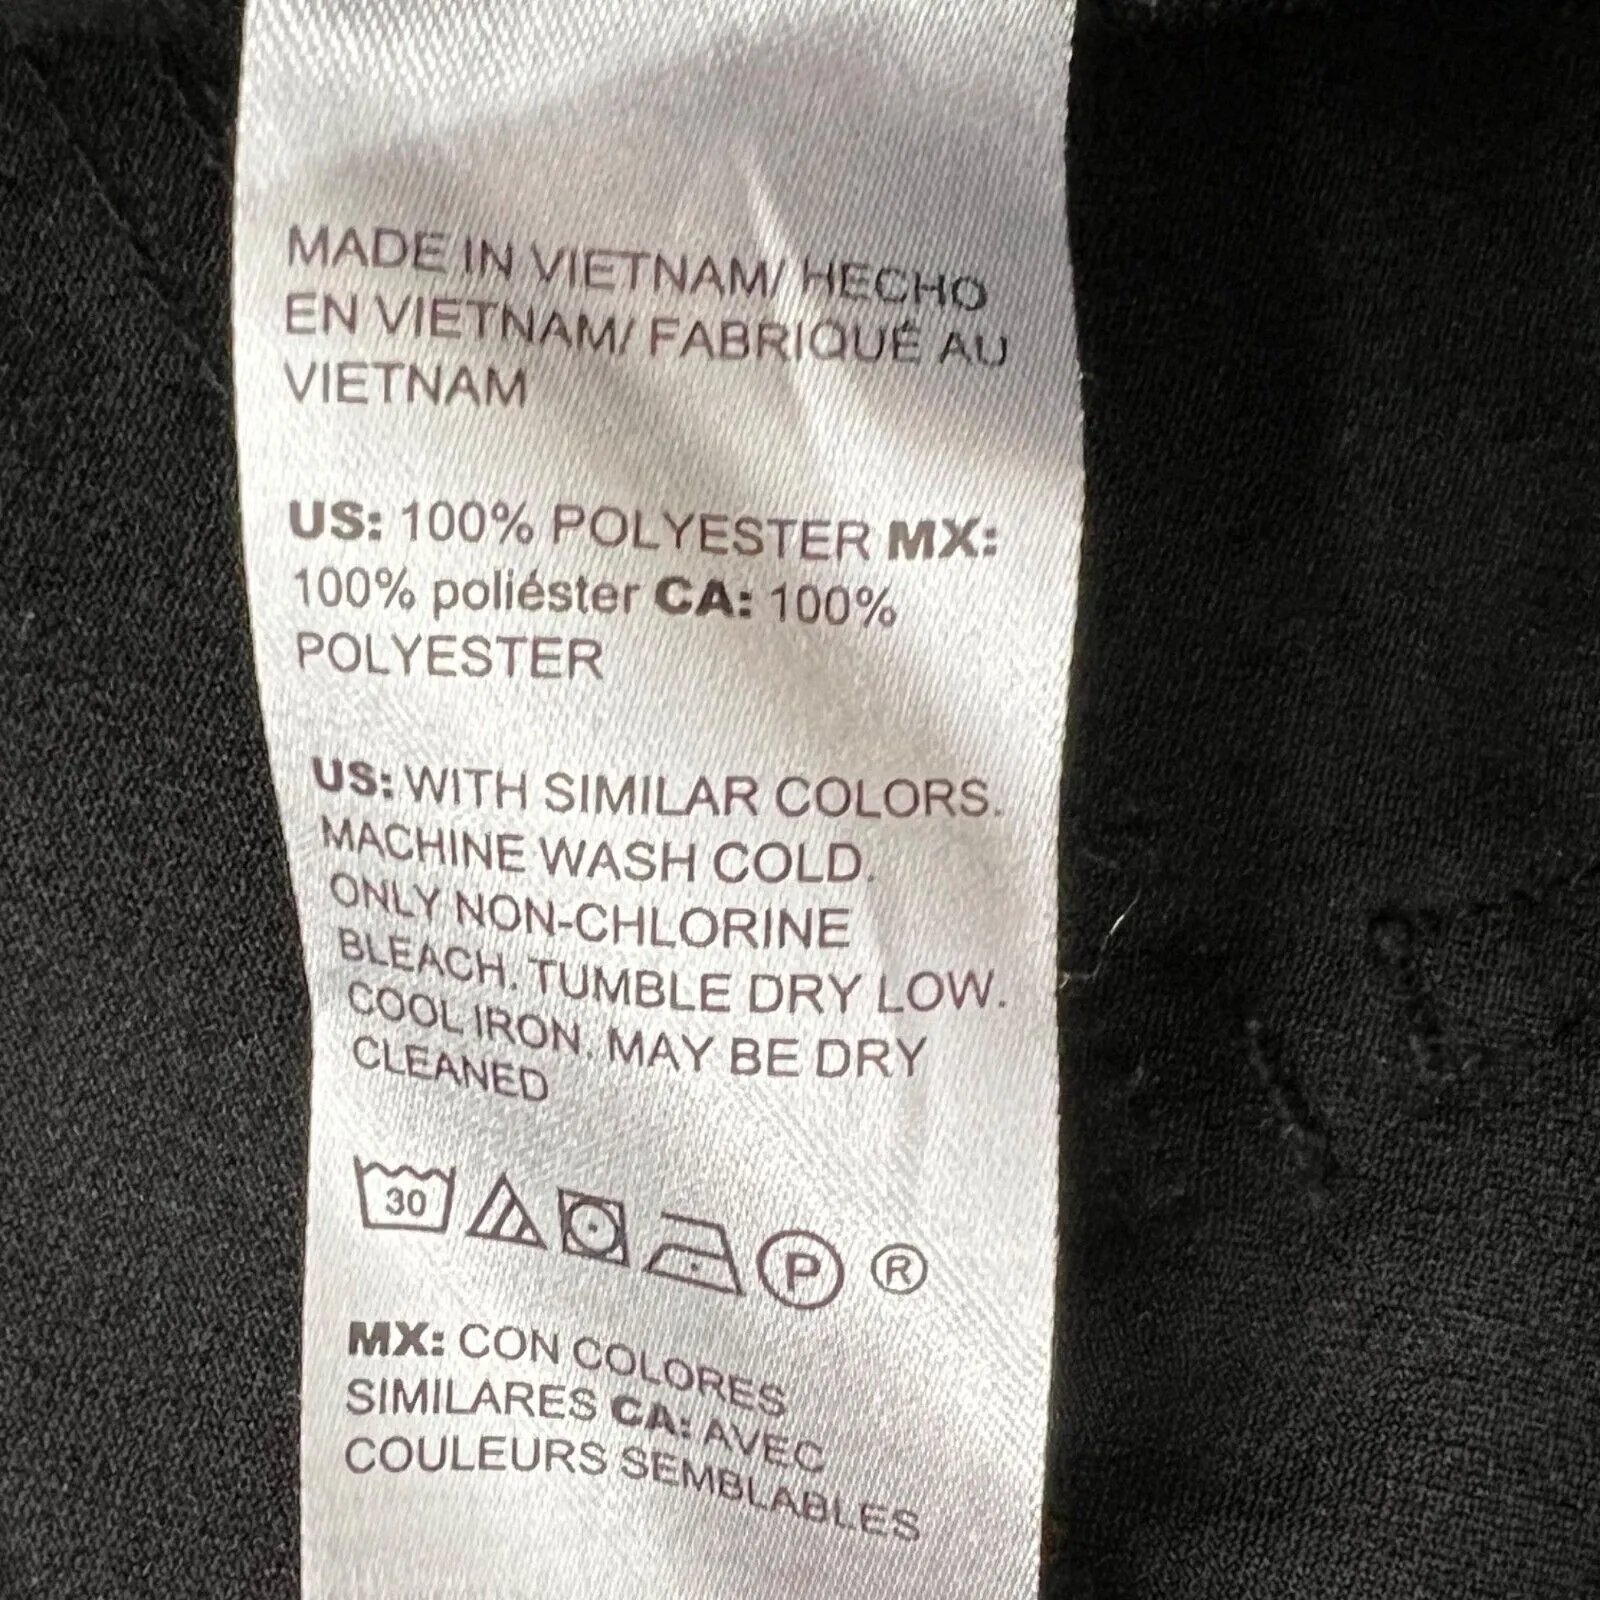 MADE IN VIETNAM/ HECHO
EN VIETNAM/ FABRIQUÉ AU
VIETNAM
US: 100% POLYESTER MX:
100% poliéster CA: 100%
POLYESTER
US: WITH SIMILAR COLORS.
MACHINE WASH COLD.
ONLY NON-CHLORINE
BLEACH. TUMBLE DRY LOW.
COOL IRON. MAY BE DRY
CLEANED
30 P ®
MX: CON COLORES
SIMILARES CA: AVEC
COULEURS SEMBLABLES